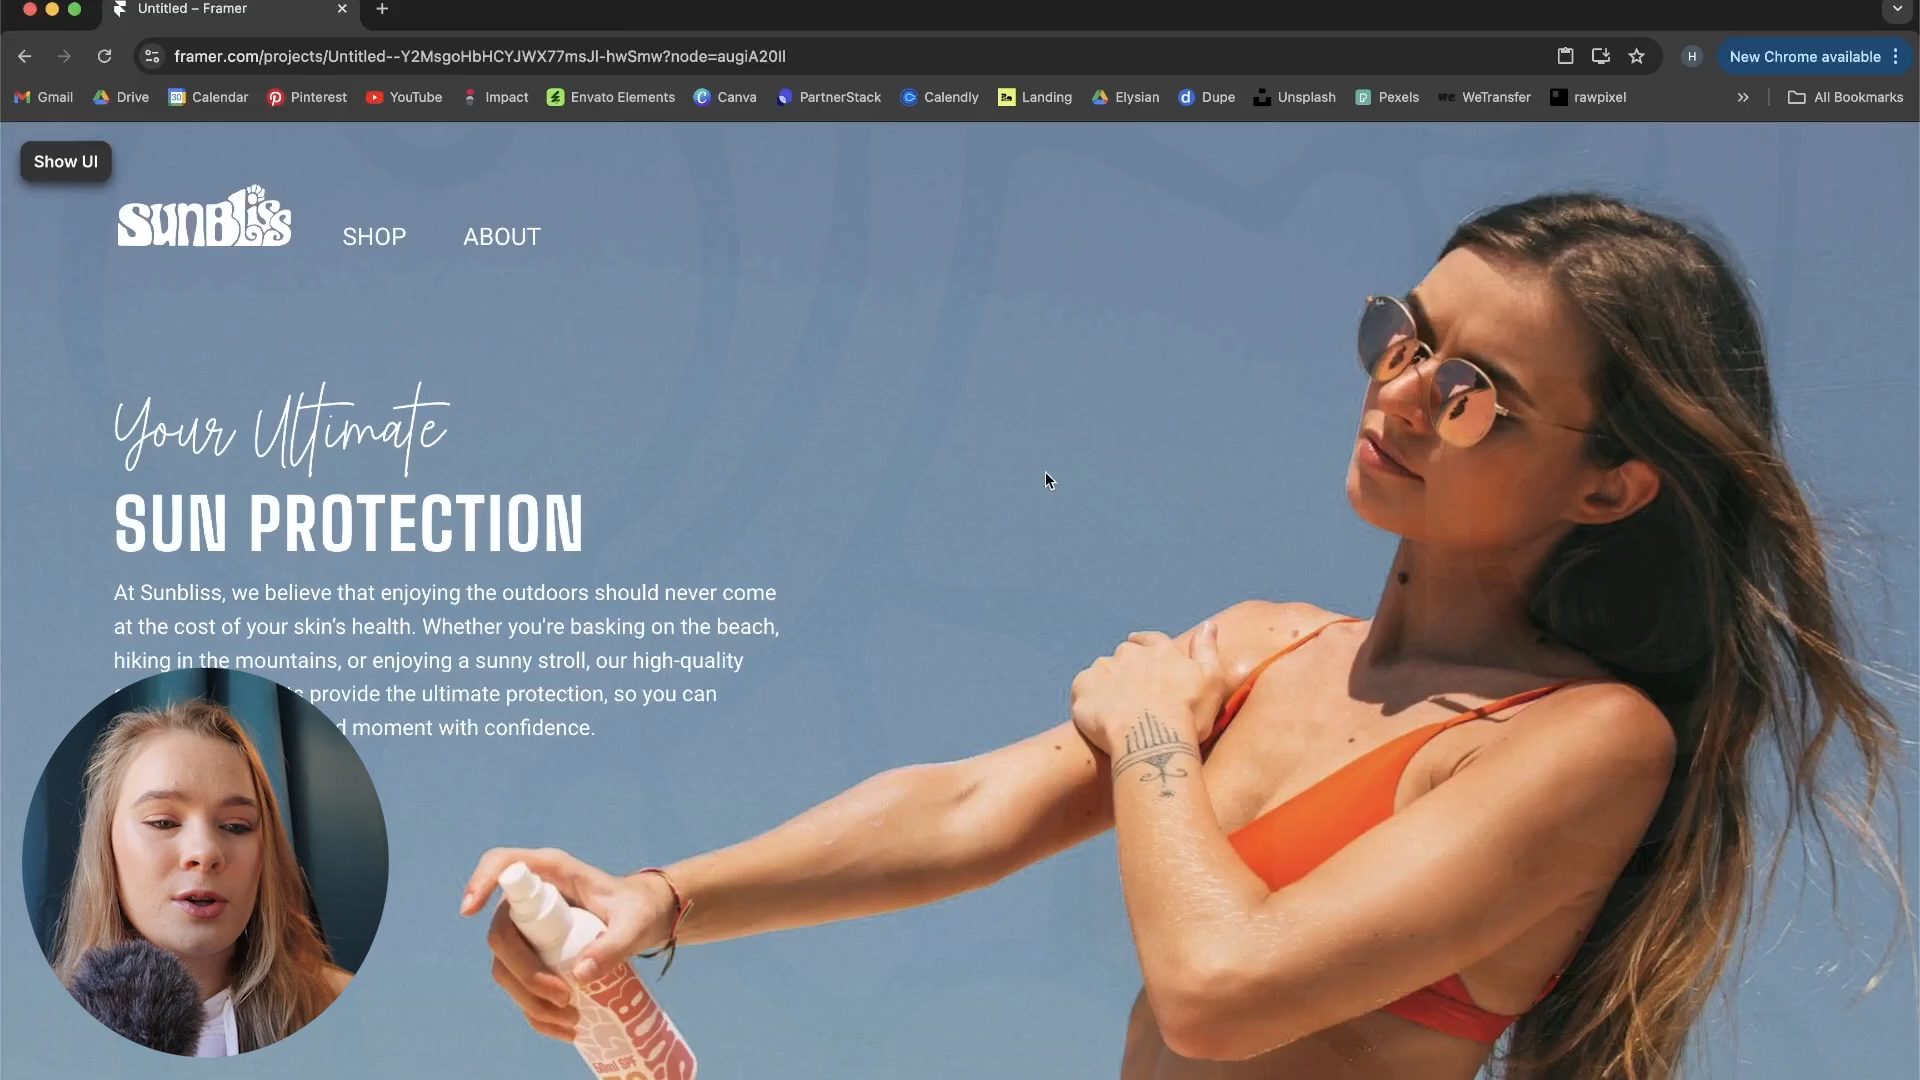 Untitled – Framer
framer.com/projects/Untitled--Y2MsgoHbHCYJWX77msJl-hwSmw?node=augiA20Il
H
New Chrome available
Gmail
Drive
30 Calendar
Pinterest
YouTube
Impact
Envato Elements
Canva
PartnerStack
Calendly
Landing
Elysian
d Dupe
Unsplash
Pexels
we WeTransfer
rawpixel
All Bookmarks
Show UI
SUNBLISS
SHOP
ABOUT
Your Ultimate
SUN PROTECTION
At Sunbliss, we believe that enjoying the outdoors should never come
at the cost of your skin’s health. Whether you're basking on the beach,
hiking in the mountains, or enjoying a sunny stroll, our high-quality
provide the ultimate protection, so you can
moment with confidence.
50ml SPF